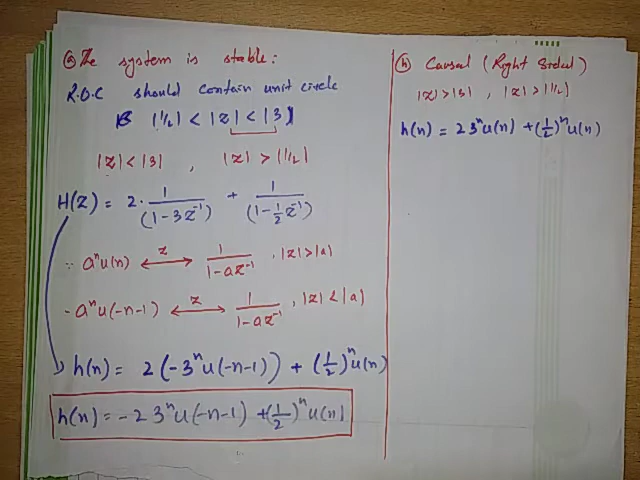 ⓐ The system is stable:
R.O.C should contain unit circle
|1/2| < |z| < |3|
|z| < |3| , |z| > |1/2|
H(z) = 2. 1/(1-3z⁻¹) + 1/(1-½z⁻¹)
∵ aⁿu(n) ⟷ᶻ 1/(1-az⁻¹) , |z|>|a|
-aⁿu(-n-1) ⟷ᶻ 1/(1-az⁻¹) , |z|<|a|
h(n) = 2(-3ⁿu(-n-1)) + (½)ⁿu(n)
h(n) = -2 3ⁿu(-n-1) + (½)ⁿu(n)
ⓑ Causal (Right Sided)
|z|>|3| , |z|>|1/2|
h(n) = 2 3ⁿu(n) + (½)ⁿu(n)